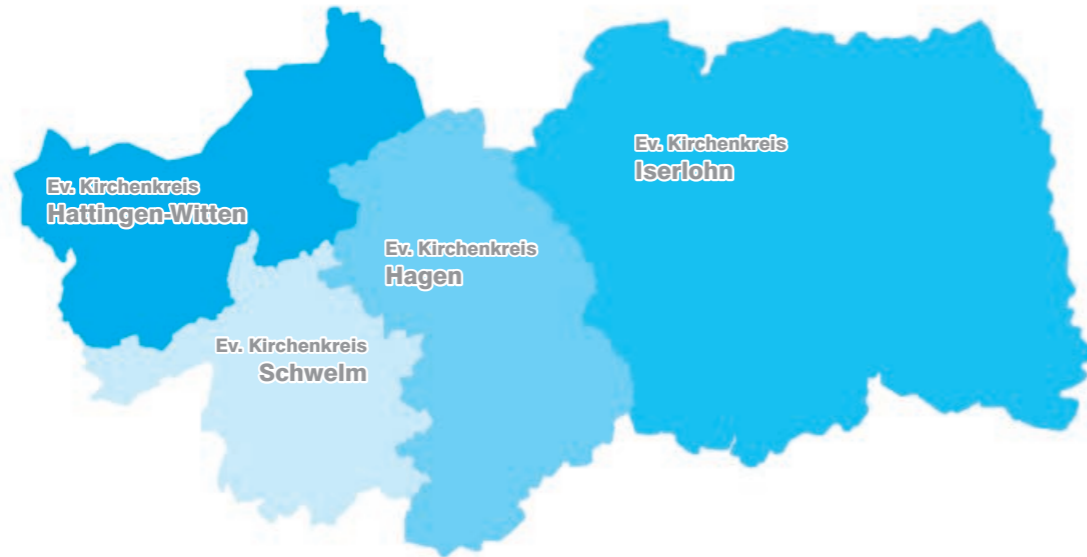 Ev. Kirchenkreis
Iserlohn
Ev. Kirchenkreis
Hattingen-Witten
Ev. Kirchenkreis
Hagen
Ev. Kirchenkreis
Schwelm